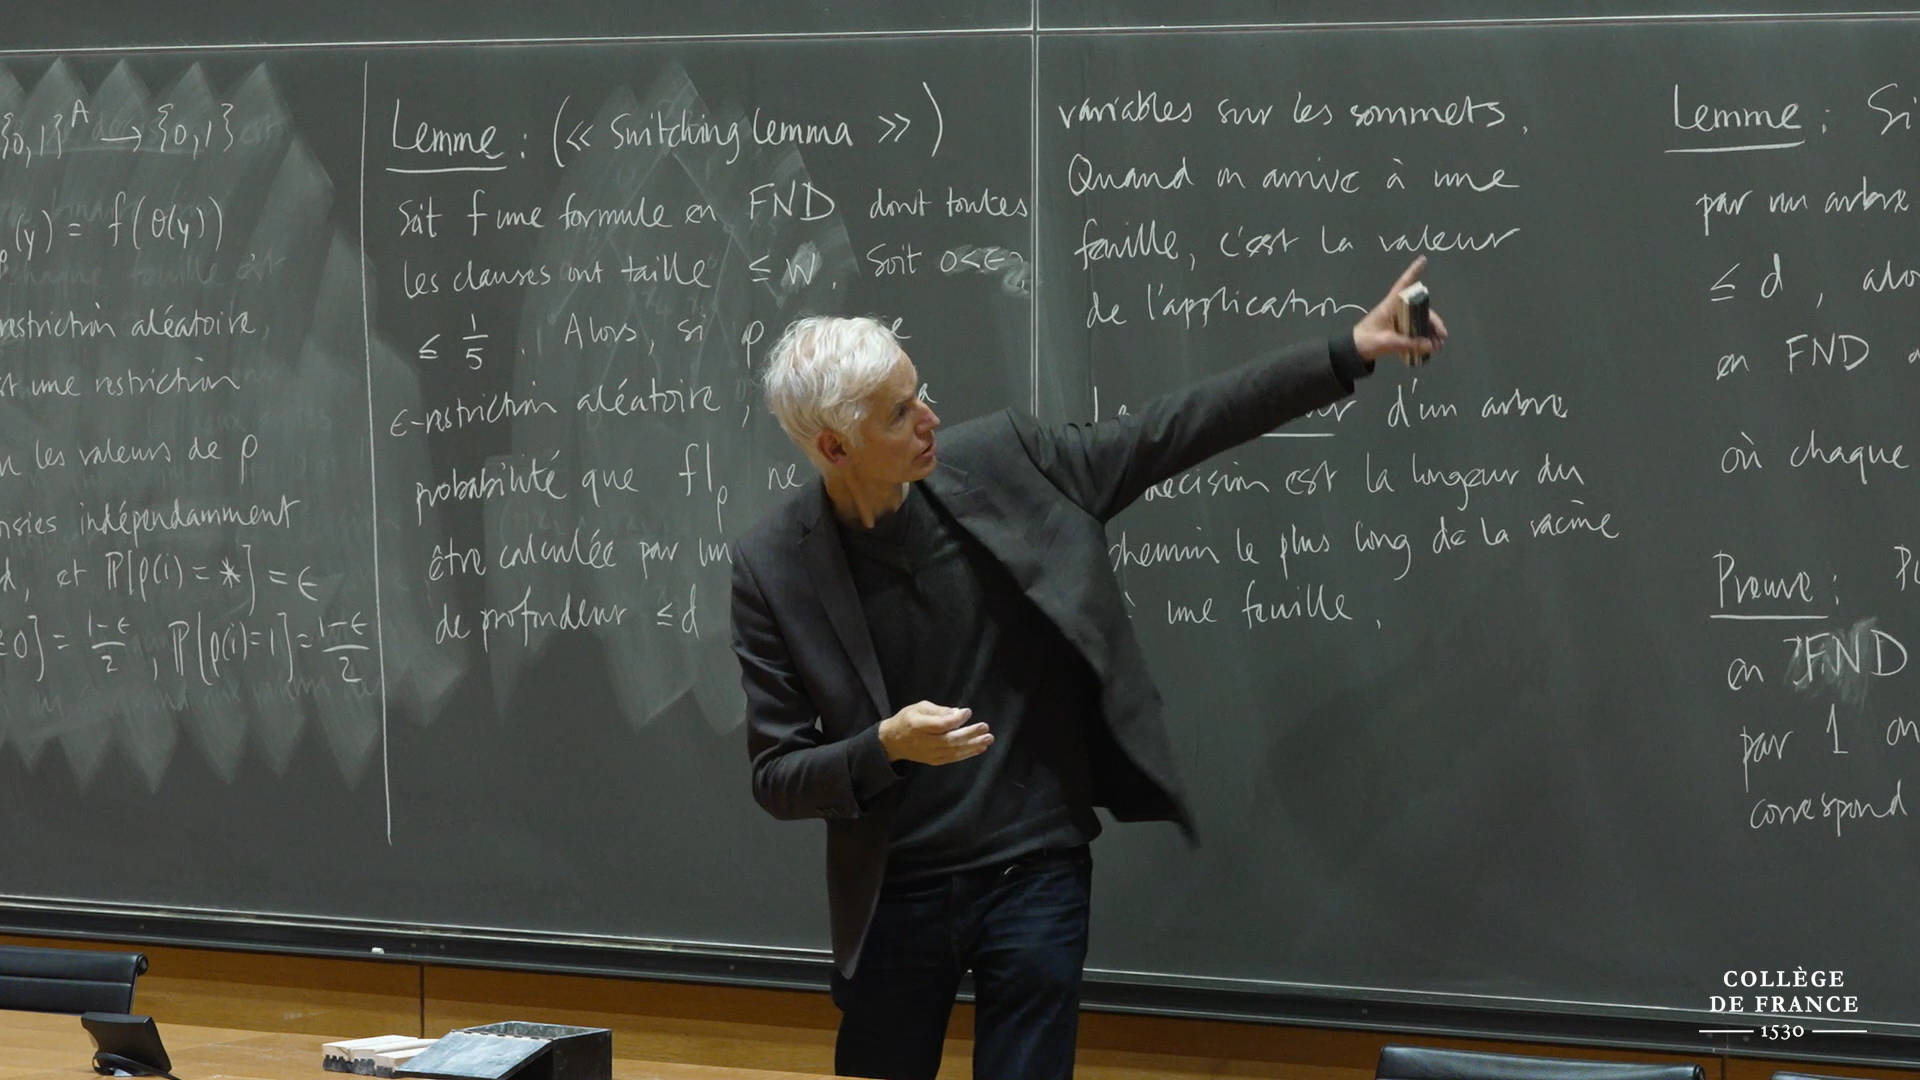 {0,1}^A → {0,1}
(y) = f(θ(y))
restriction aléatoire,
une restriction
les valeurs de ρ
indépendamment
, et ℙ[ρ(i) = *] = ε
0] = (1-ε)/2 , ℙ[ρ(i)=1] = (1-ε)/2
Lemme : (« Switching lemma »)
Soit f une formule en FND dont toutes
les clauses ont taille ≤ W. Soit 0<ε
≤ 1/5 . Alors, si ρ
ε-restriction aléatoire,
probabilité que f|ρ ne
être calculée par un
de profondeur ≤ d
variables sur les sommets.
Quand on arrive à une
feuille, c'est la valeur
de l'application
d'un arbre
décision est la longeur du
chemin le plus long de la racine
une feuille.
Lemme : Si
par un arbre
≤ d , alo
en FND
où chaque
Preuve :
en FND
par 1
correspond
COLLÈGE
DE FRANCE
1530